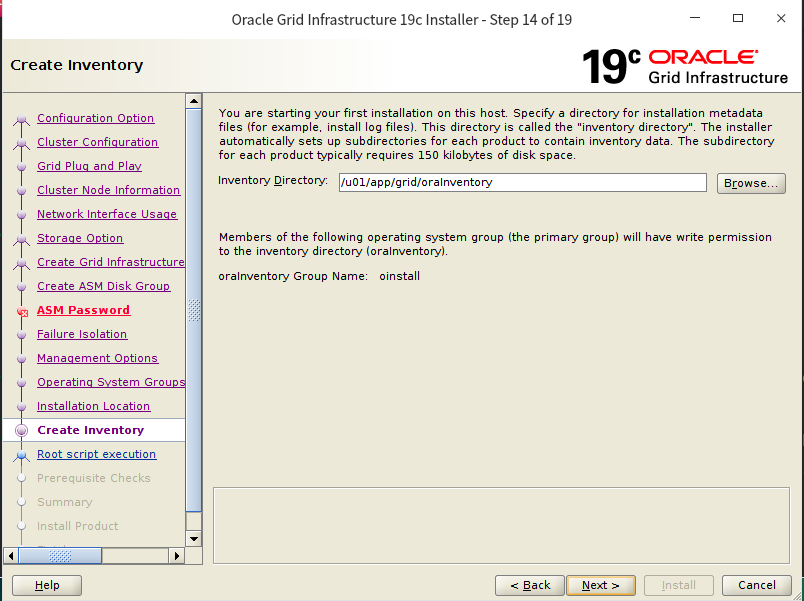 Oracle Grid Infrastructure 19c Installer - Step 14 of 19
Create Inventory
19c ORACLE
Grid Infrastructure
Configuration Option
Cluster Configuration
Grid Plug and Play
Cluster Node Information
Network Interface Usage
Storage Option
Create Grid Infrastructure
Create ASM Disk Group
ASM Password
Failure Isolation
Management Options
Operating System Groups
Installation Location
Create Inventory
Root script execution
Prerequisite Checks
Summary
Install Product
You are starting your first installation on this host. Specify a directory for installation metadata
files (for example, install log files). This directory is called the "inventory directory". The installer
automatically sets up subdirectories for each product to contain inventory data. The subdirectory
for each product typically requires 150 kilobytes of disk space.
Inventory Directory: /u01/app/grid/oraInventory Browse...
Members of the following operating system group (the primary group) will have write permission
to the inventory directory (oraInventory).
oraInventory Group Name: oinstall
Help < Back Next > Install Cancel